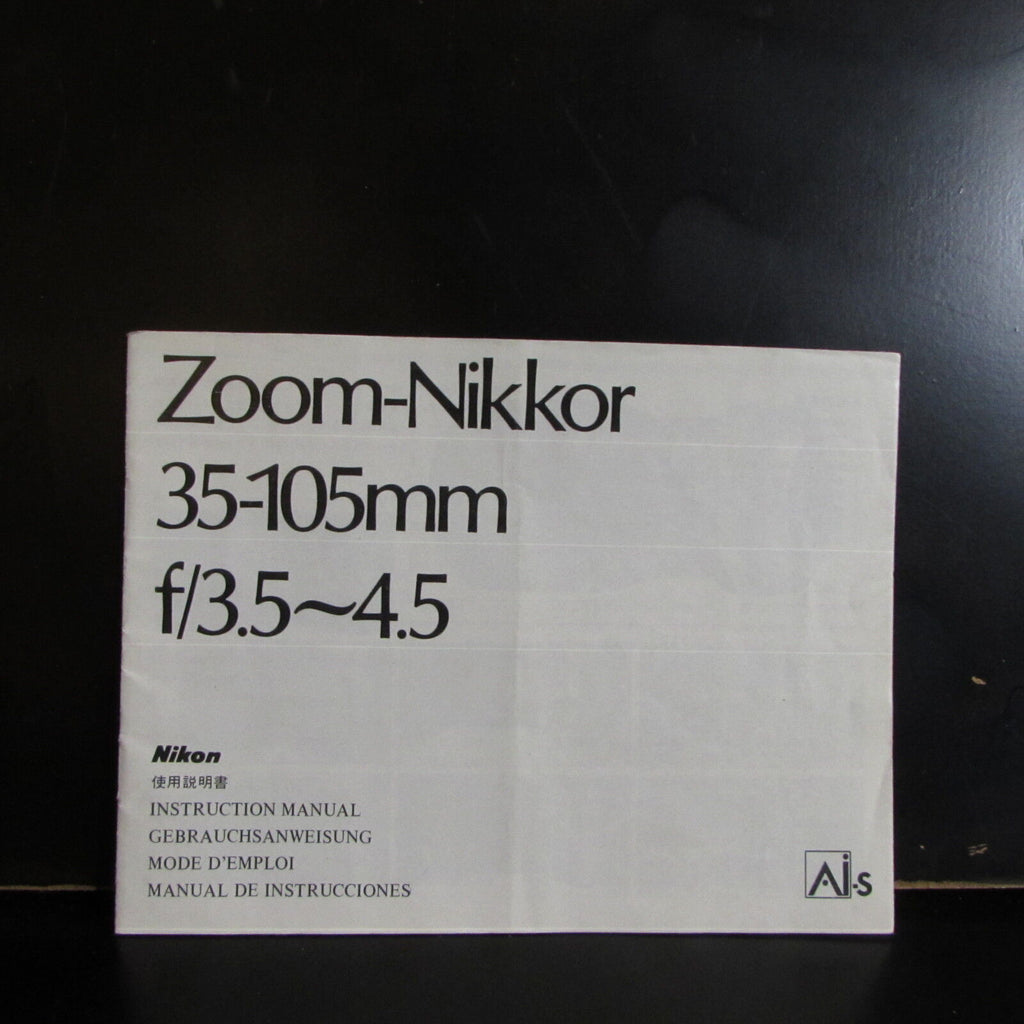 Zoom-Nikkor
35-105mm
f/3.5~4.5
Nikon
使用説明書
INSTRUCTION MANUAL
GEBRAUCHSANWEISUNG
MODE D'EMPLOI
MANUAL DE INSTRUCCIONES
Ai-s